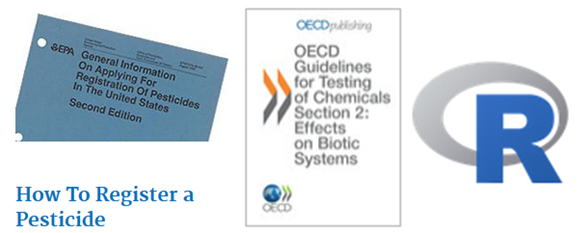 EPA
General Information
On Applying For
Registration Of Pesticides
In The United States
Second Edition
How To Register a
Pesticide
OECDpublishing
OECD
Guidelines
for Testing
of Chemicals
Section 2:
Effects
on Biotic
Systems
OECD
R